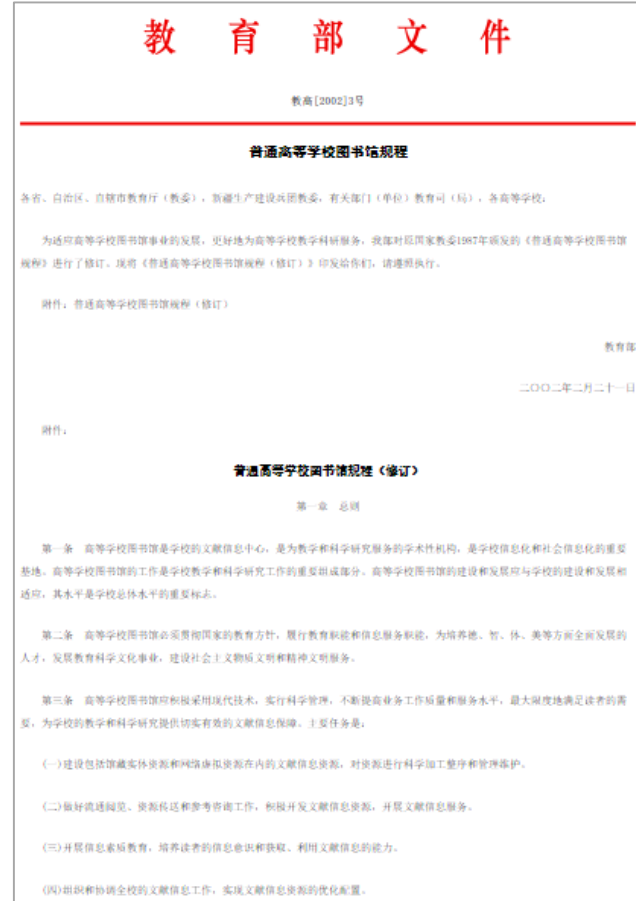 教育部文件
教高[2002]3号
普通高等学校图书馆规程
各省、自治区、直辖市教育厅（教委），新疆生产建设兵团教委，有关部门（单位）教育司（局），各高等学校：
为适应高等学校图书馆事业的发展，更好地为高等学校教学科研服务，我部对原国家教委1987年颁发的《普通高等学校图书馆
规程》进行了修订。现将《普通高等学校图书馆规程（修订）》印发给你们，请遵照执行。
附件：普通高等学校图书馆规程（修订）
教育部
二〇〇二年二月二十一日
附件：
普通高等学校图书馆规程（修订）
第一章 总则
第一条 高等学校图书馆是学校的文献信息中心，是为教学和科学研究服务的学术性机构，是学校信息化和社会信息化的重要
基地。高等学校图书馆的工作是学校教学和科学研究工作的重要组成部分。高等学校图书馆的建设和发展应与学校的建设和发展相
适应，其水平是学校总体水平的重要标志。
第二条 高等学校图书馆必须贯彻国家的教育方针，履行教育职能和信息服务职能，为培养德、智、体、美等方面全面发展的
人才，发展教育科学文化事业，建设社会主义物质文明和精神文明服务。
第三条 高等学校图书馆应积极采用现代技术，实行科学管理，不断提高业务工作质量和服务水平，最大限度地满足读者的需
要，为学校的教学和科学研究提供切实有效的文献信息保障。主要任务是：
(一)建设包括馆藏实体资源和网络虚拟资源在内的文献信息资源，对资源进行科学加工整序和管理维护。
(二)做好流通阅览、资源传送和参考咨询工作，积极开发文献信息资源，开展文献信息服务。
(三)开展信息素质教育，培养读者的信息意识和获取、利用文献信息的能力。
(四)组织和协调全校的文献信息工作，实现文献信息资源的优化配置。